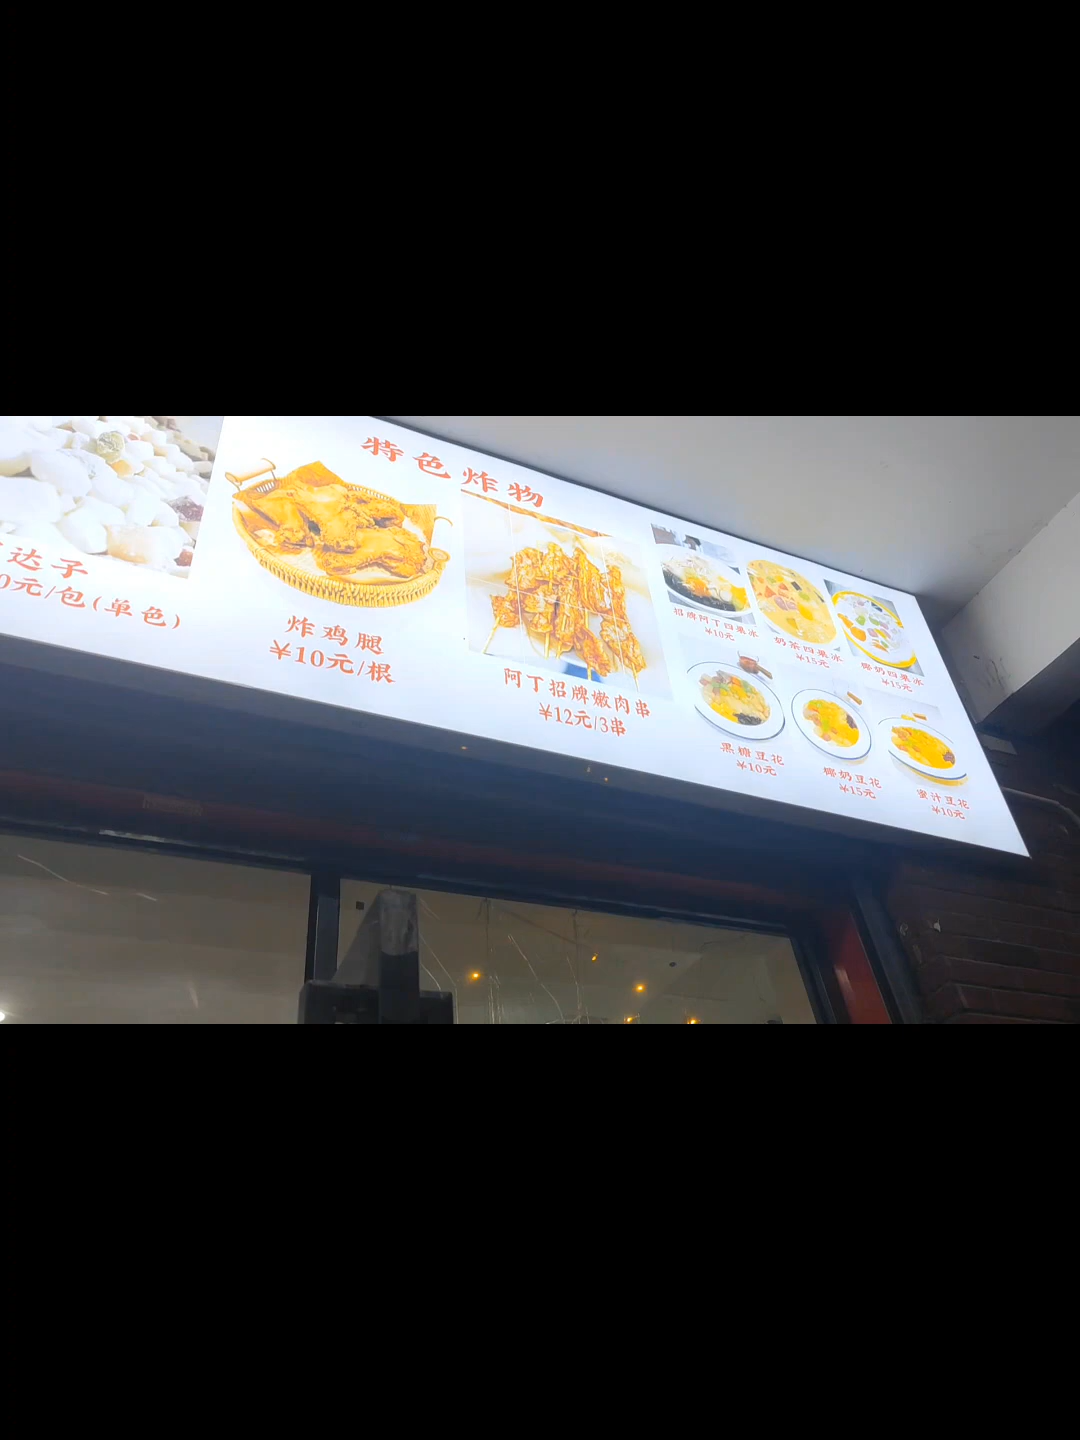 达子
0元/包(单色)
特色炸物
炸鸡腿
¥10元/根
阿丁招牌嫩肉串
¥12元/3串
招牌阿丁四果冰
¥10元
奶茶四果冰
¥15元
椰奶四果冰
¥15元
黑糖豆花
¥10元
椰奶豆花
¥15元
蜜汁豆花
¥10元